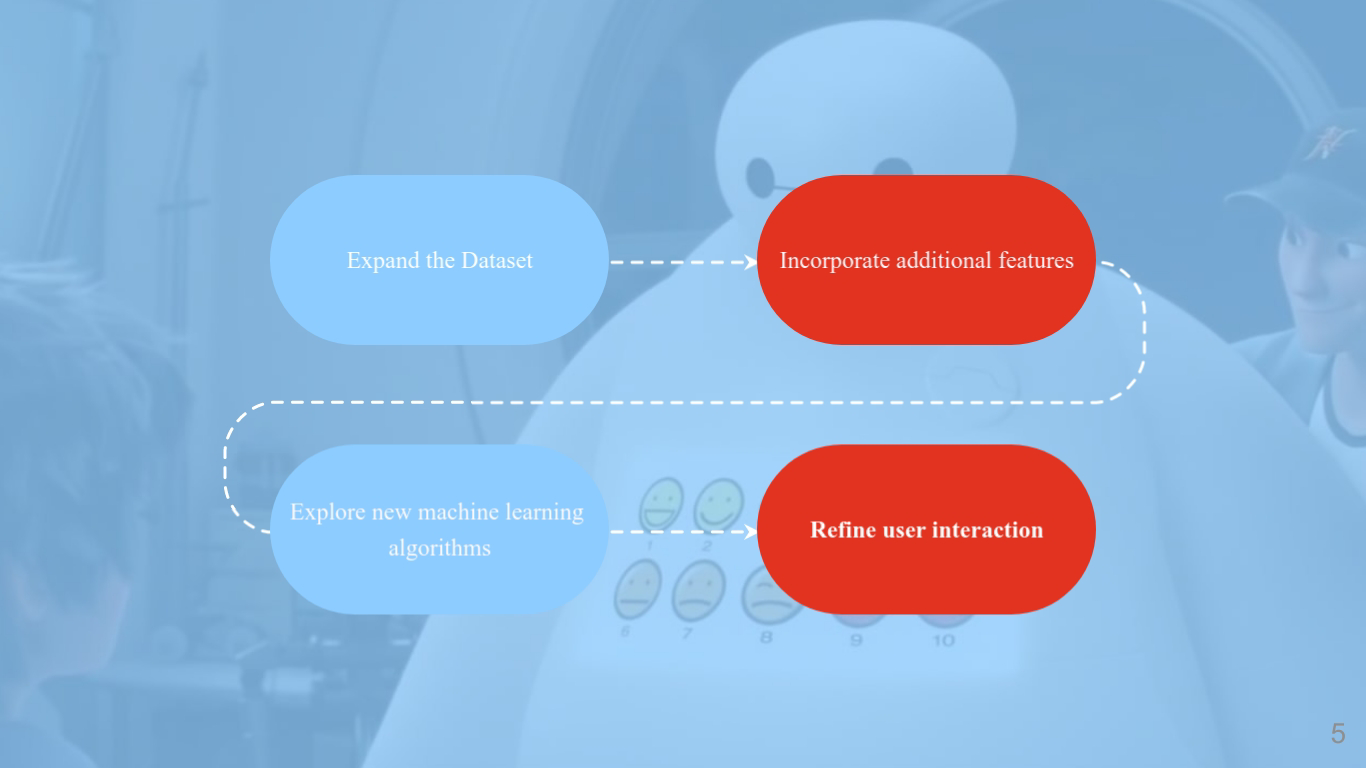 Expand the Dataset
Incorporate additional features
Explore new machine learning
algorithms
Refine user interaction
1
2
6
7
8
9
10
5